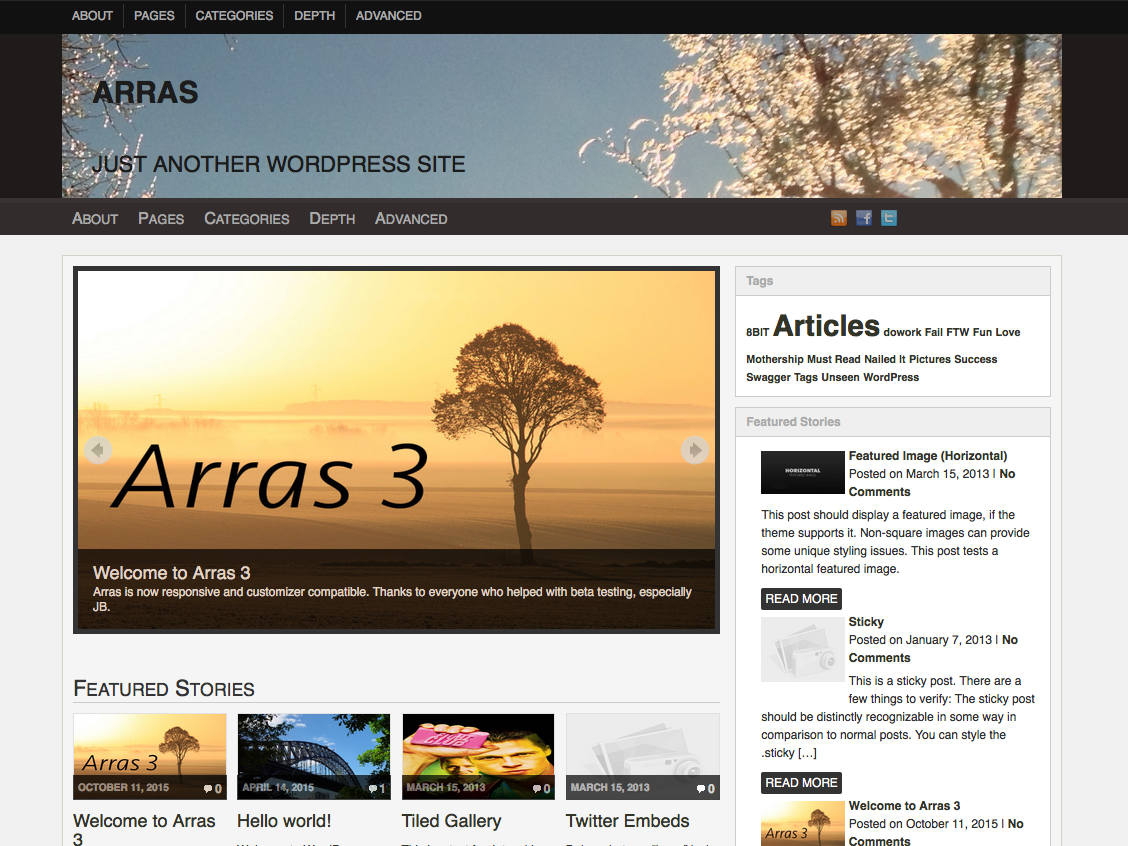 ABOUT PAGES CATEGORIES DEPTH ADVANCED
ARRAS
JUST ANOTHER WORDPRESS SITE
ABOUT PAGES CATEGORIES DEPTH ADVANCED
Arras 3
Welcome to Arras 3
Arras is now responsive and customizer compatible. Thanks to everyone who helped with beta testing, especially
JB.
FEATURED STORIES
Arras 3
OCTOBER 11, 2015 0
Welcome to Arras
3
APRIL 14, 2015 1
Hello world!
MARCH 15, 2013 0
Tiled Gallery
MARCH 15, 2013 0
Twitter Embeds
Tags
8BIT Articles dowork Fail FTW Fun Love
Mothership Must Read Nailed It Pictures Success
Swagger Tags Unseen WordPress
Featured Stories
HORIZONTAL
Featured Image (Horizontal)
Posted on March 15, 2013 | No
Comments
This post should display a featured image, if the
theme supports it. Non-square images can provide
some unique styling issues. This post tests a
horizontal featured image.
READ MORE
Sticky
Posted on January 7, 2013 | No
Comments
This is a sticky post. There are a
few things to verify: The sticky post
should be distinctly recognizable in some way in
comparison to normal posts. You can style the
.sticky […]
READ MORE
Arras 3
Welcome to Arras 3
Posted on October 11, 2015 | No
Comments